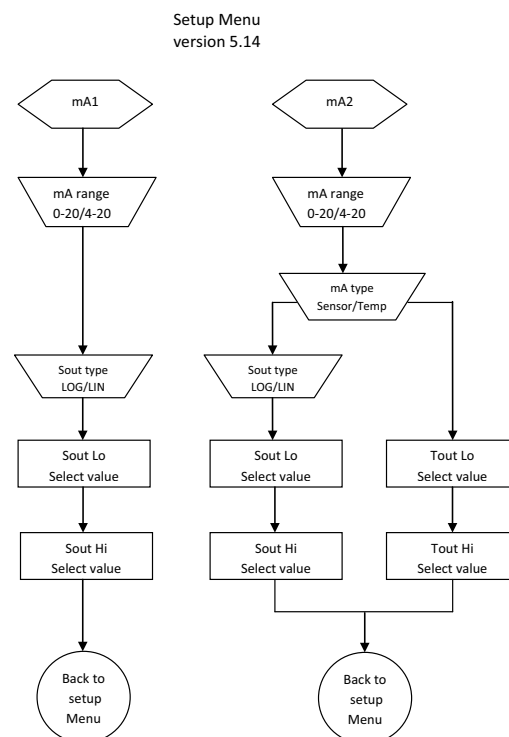 Setup Menu
version 5.14
mA1
mA range
0-20/4-20
Sout type
LOG/LIN
Sout Lo
Select value
Sout Hi
Select value
Back to
setup
Menu
mA2
mA range
0-20/4-20
mA type
Sensor/Temp
Sout type
LOG/LIN
Sout Lo
Select value
Sout Hi
Select value
Tout Lo
Select value
Tout Hi
Select value
Back to
setup
Menu